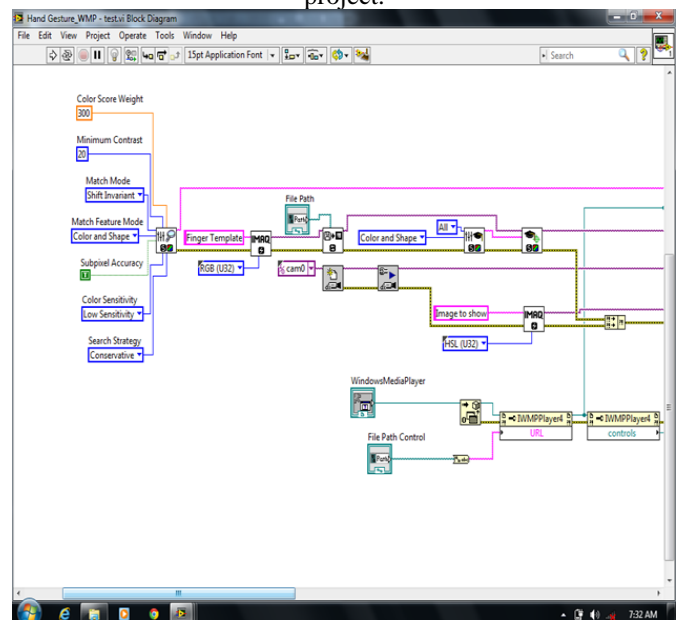 project.
Hand Gesture_WMP - test.vi Block Diagram
File Edit View Project Operate Tools Window Help
15pt Application Font
Search
Color Score Weight
300
Minimum Contrast
20
Match Mode
Shift Invariant
Match Feature Mode
Color and Shape
Subpixel Accuracy
T
Color Sensitivity
Low Sensitivity
Search Strategy
Conservative
Finger Template
IMAQ
RGB (U32)
File Path
Path
cam0
Color and Shape
All
Image to show
IMAQ
HSL (U32)
WindowsMediaPlayer
File Path Control
Path
IWMPPlayer4
URL
IWMPPlayer4
controls
7:32 AM